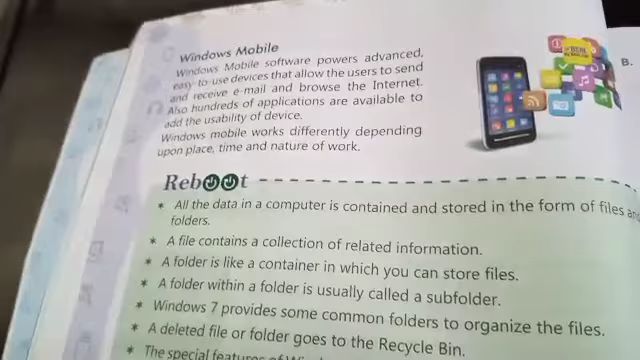 Windows Mobile
Windows Mobile software powers advanced,
easy-to-use devices that allow the users to send
and receive e-mail and browse the Internet.
Also hundreds of applications are available to
add the usability of device.
Windows mobile works differently depending
upon place, time and nature of work.
B.
Reboot
* All the data in a computer is contained and stored in the form of files and
folders.
* A file contains a collection of related information.
* A folder is like a container in which you can store files.
* A folder within a folder is usually called a subfolder.
* Windows 7 provides some common folders to organize the files.
* A deleted file or folder goes to the Recycle Bin.
* The special features of